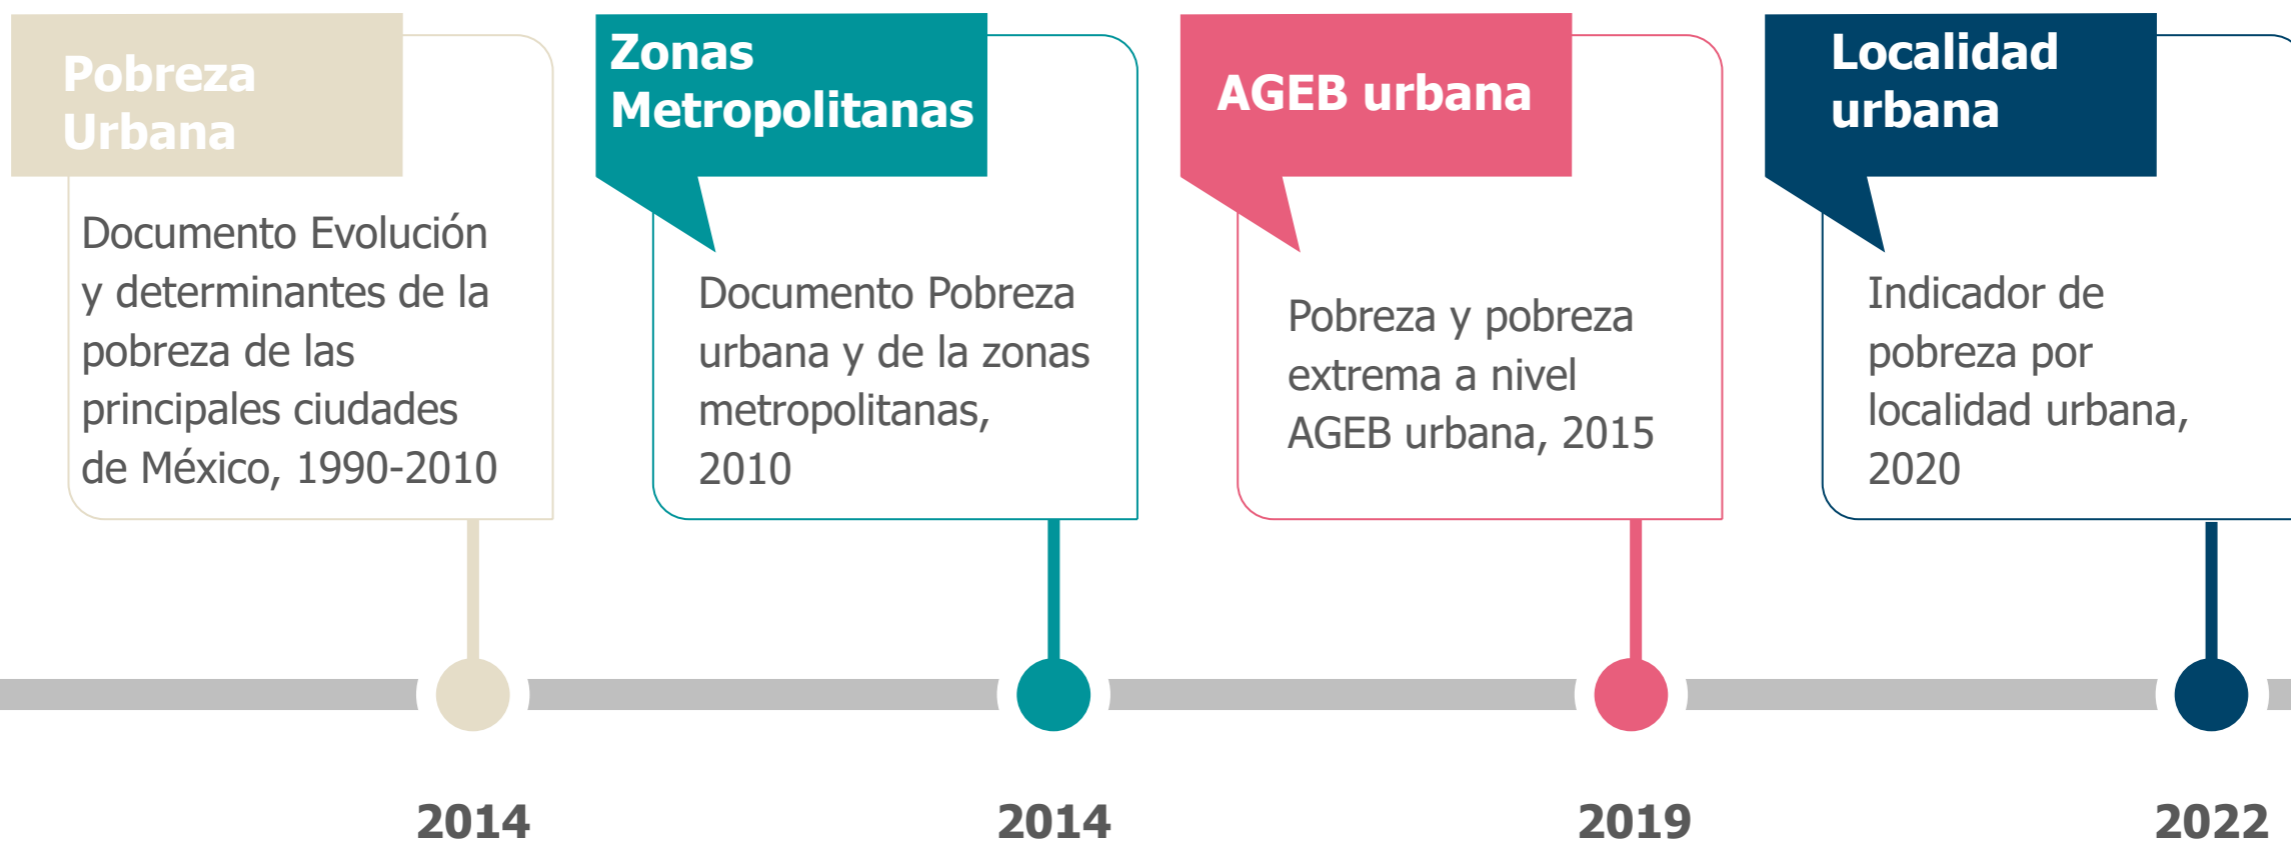 Pobreza
Urbana
Documento Evolución
y determinantes de la
pobreza de las
principales ciudades
de México, 1990-2010
2014
Zonas
Metropolitanas
Documento Pobreza
urbana y de la zonas
metropolitanas,
2010
2014
AGEB urbana
Pobreza y pobreza
extrema a nivel
AGEB urbana, 2015
2019
Localidad
urbana
Indicador de
pobreza por
localidad urbana,
2020
2022